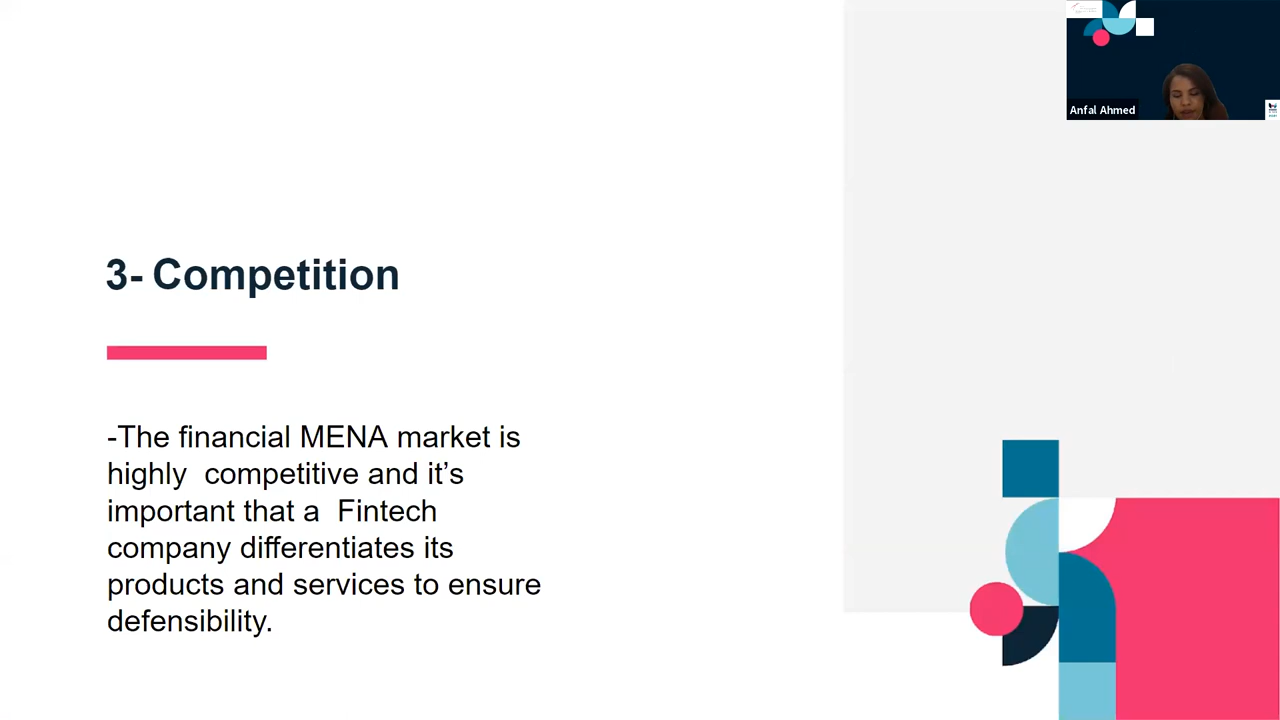 3- Competition
-The financial MENA market is
highly  competitive and it's
important that a  Fintech
company differentiates its
products and services to ensure
defensibility.
Anfal Ahmed